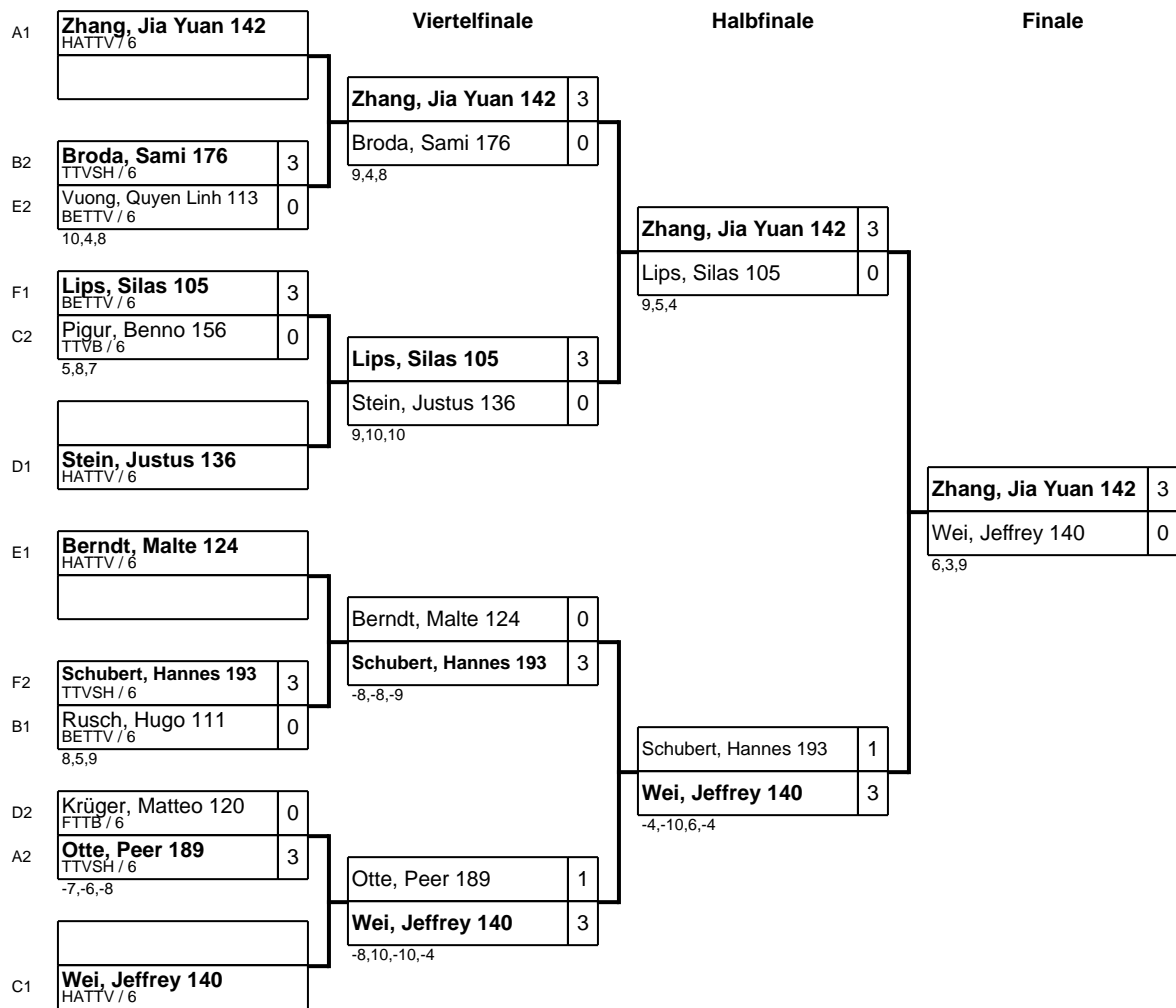 Viertelfinale
Halbfinale
Finale
A1
Zhang, Jia Yuan 142
HATTV / 6
B2
Broda, Sami 176
3
TTVSH / 6
E2
Vuong, Quyen Linh 113
0
BETTV / 6
10,4,8
F1
Lips, Silas 105
3
BETTV / 6
C2
Pigur, Benno 156
0
TTVB / 6
5,8,7
D1
Stein, Justus 136
HATTV / 6
E1
Berndt, Malte 124
HATTV / 6
F2
Schubert, Hannes 193
3
TTVSH / 6
B1
Rusch, Hugo 111
0
BETTV / 6
8,5,9
D2
Krüger, Matteo 120
0
FTTB / 6
A2
Otte, Peer 189
3
TTVSH / 6
-7,-6,-8
C1
Wei, Jeffrey 140
HATTV / 6
Zhang, Jia Yuan 142 3
Broda, Sami 176 0
9,4,8
Lips, Silas 105 3
Stein, Justus 136 0
9,10,10
Berndt, Malte 124 0
Schubert, Hannes 193 3
-8,-8,-9
Otte, Peer 189 1
Wei, Jeffrey 140 3
-8,10,-10,-4
Zhang, Jia Yuan 142 3
Lips, Silas 105 0
9,5,4
Schubert, Hannes 193 1
Wei, Jeffrey 140 3
-4,-10,6,-4
Zhang, Jia Yuan 142 3
Wei, Jeffrey 140 0
6,3,9